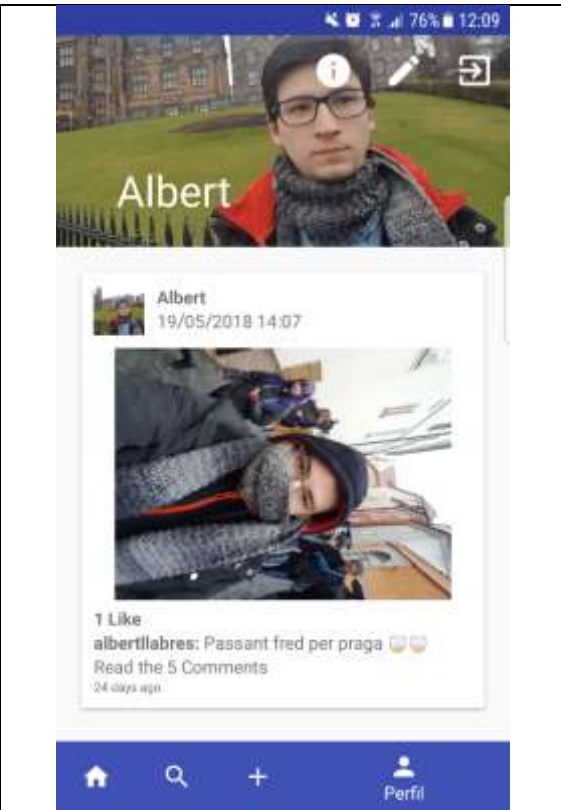 76% 12:09
Albert
Albert
19/05/2018 14:07
1 Like
albertllabres: Passant fred per praga 🥶🥶
Read the 5 Comments
24 days ago
Perfil